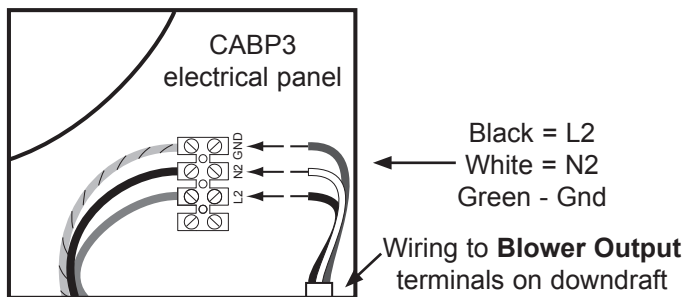 CABP3
electrical panel
GND
N2
L2
Black = L2
White = N2
Green - Gnd
Wiring to Blower Output
terminals on downdraft